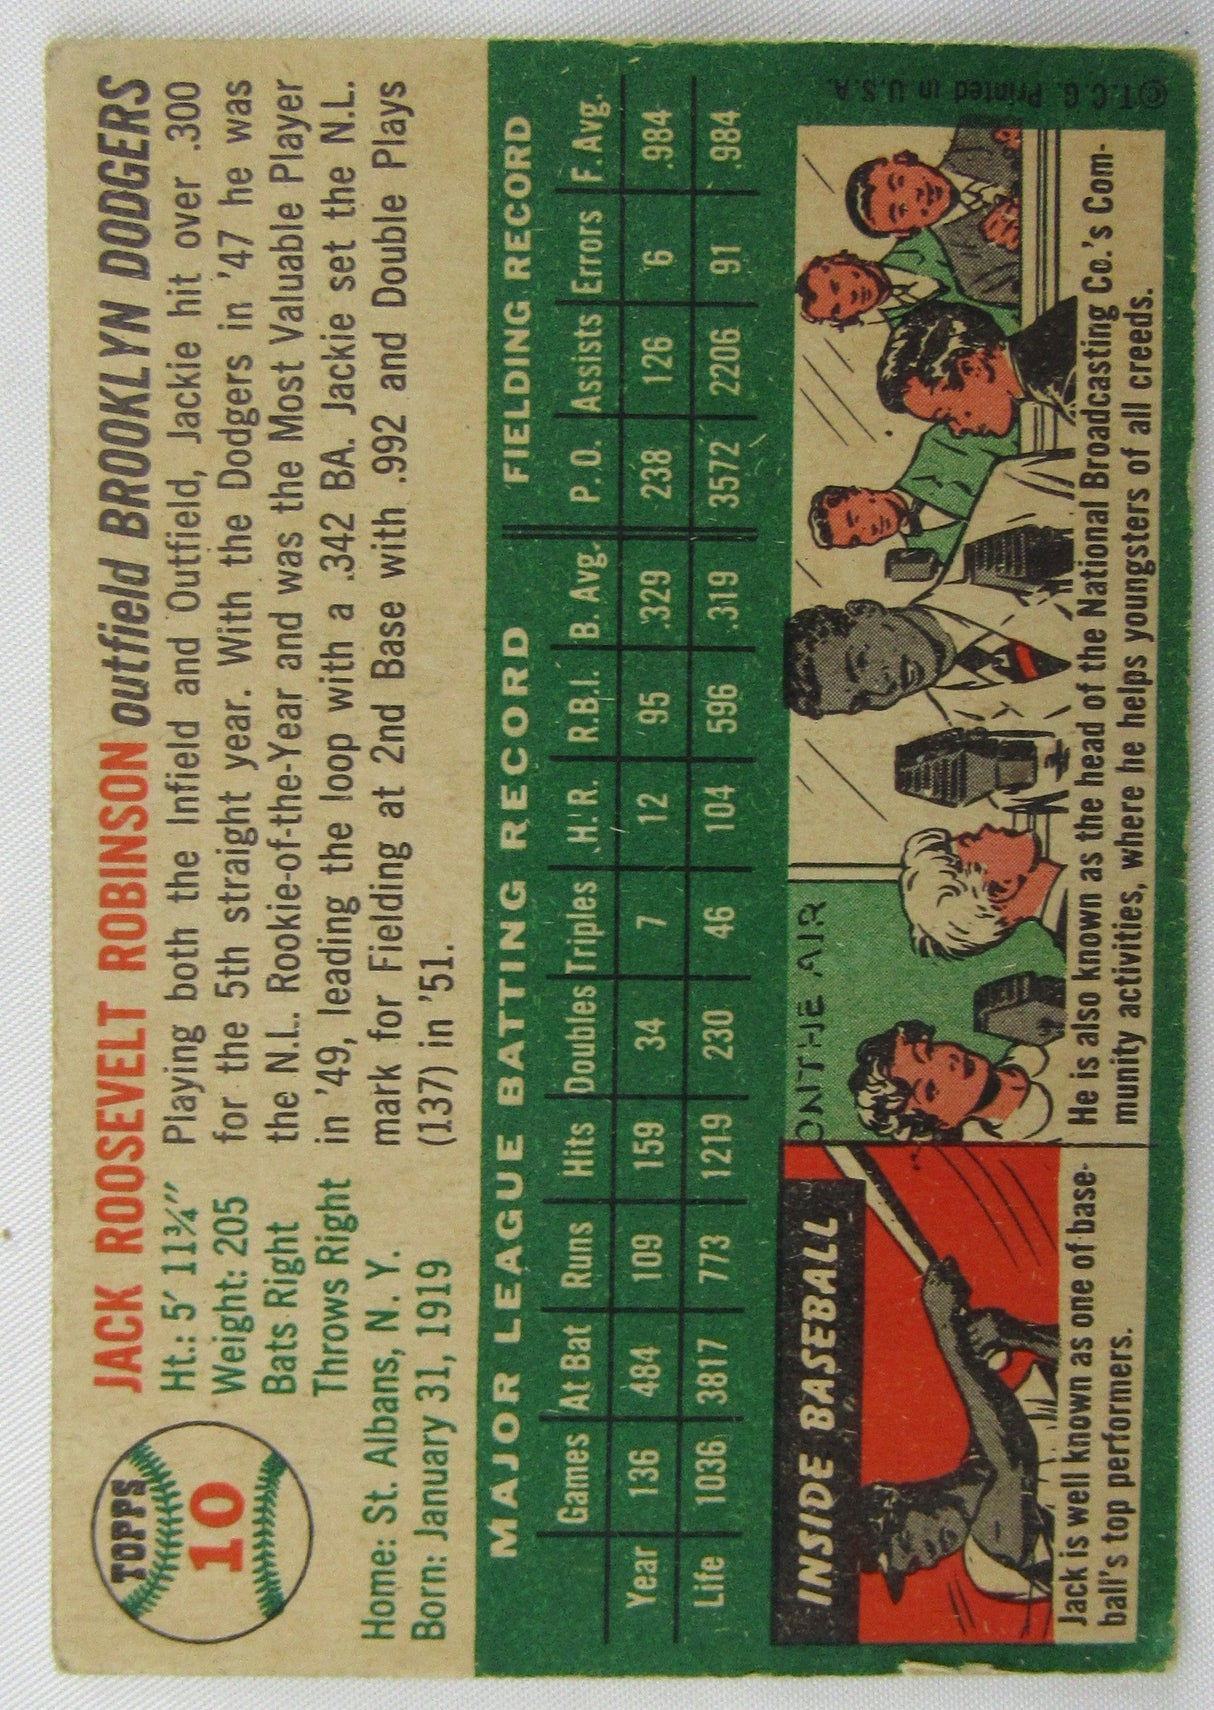 TOPPS
10
JACK ROOSEVELT ROBINSON outfield BROOKLYN DODGERS
Ht.: 5' 11¾"
Weight: 205
Bats Right
Throws Right
Home: St. Albans, N. Y.
Born: January 31, 1919
Playing both the Infield and Outfield, Jackie hit over .300
for the 5th straight year. With the Dodgers in '47 he was
the N.L. Rookie-of-the-Year and was the Most Valuable Player
in '49, leading the loop with a .342 BA. Jackie set the N.L.
mark for Fielding at 2nd Base with .992 and Double Plays
(137) in '51.
MAJOR LEAGUE BATTING RECORD FIELDING RECORD
Games At Bat Runs Hits Doubles Triples H. R. R.B.I. B. Avg. P. O. Assists Errors F. Avg.
Year 136 484 109 159 34 7 12 95 .329 238 126 6 .984
Life 1036 3817 773 1219 230 46 104 596 .319 3572 2206 91 .984
INSIDE BASEBALL
Jack is well known as one of base-
ball's top performers.
ON THE AIR
He is also known as the head of the National Broadcasting Co.'s Com-
munity activities, where he helps youngsters of all creeds.
©T.C.G. Printed in U.S.A.